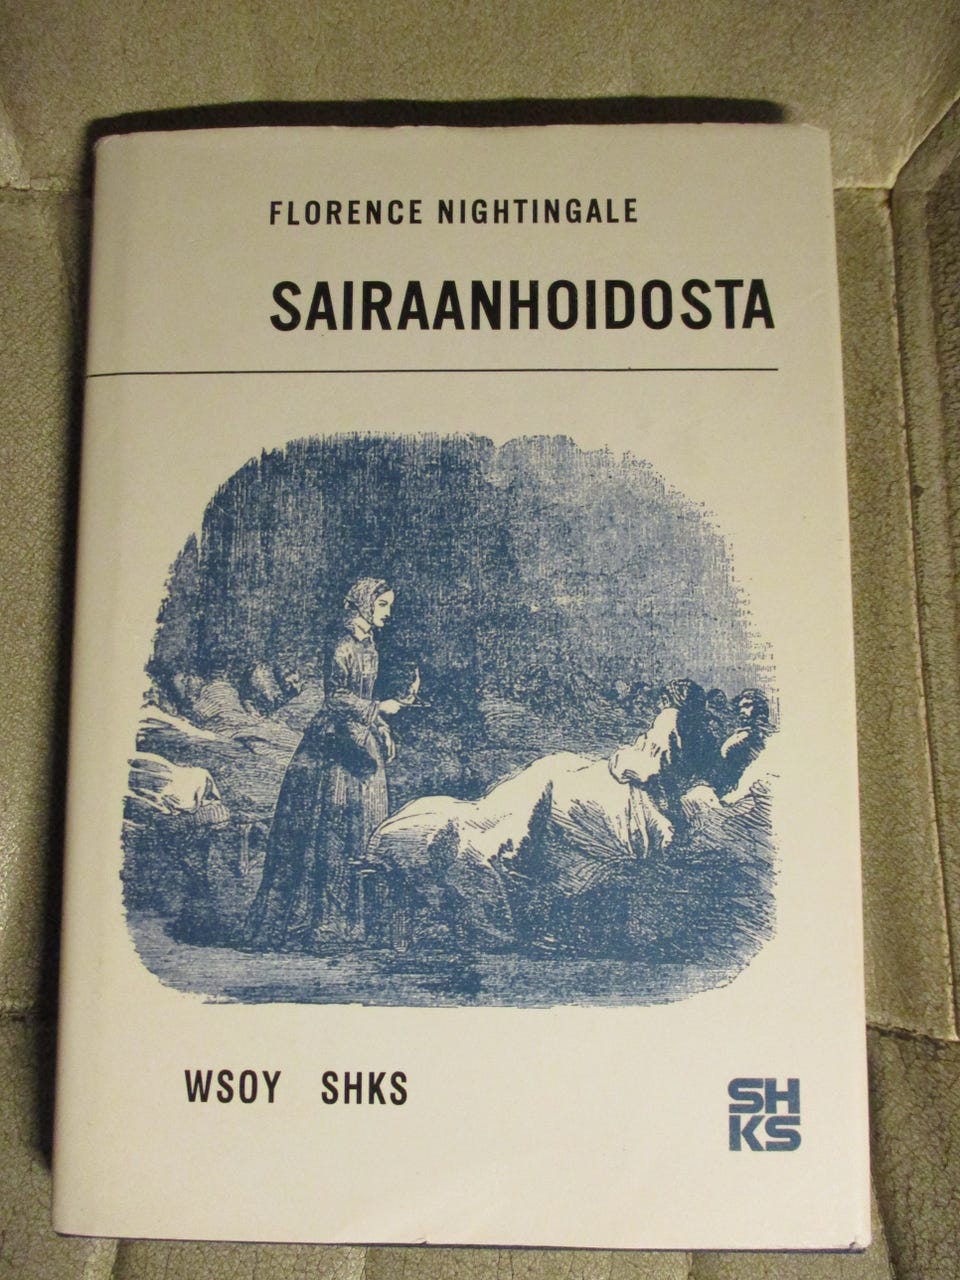 FLORENCE NIGHTINGALE
SAIRAANHOIDOSTA
WSOY SHKS
SH
KS